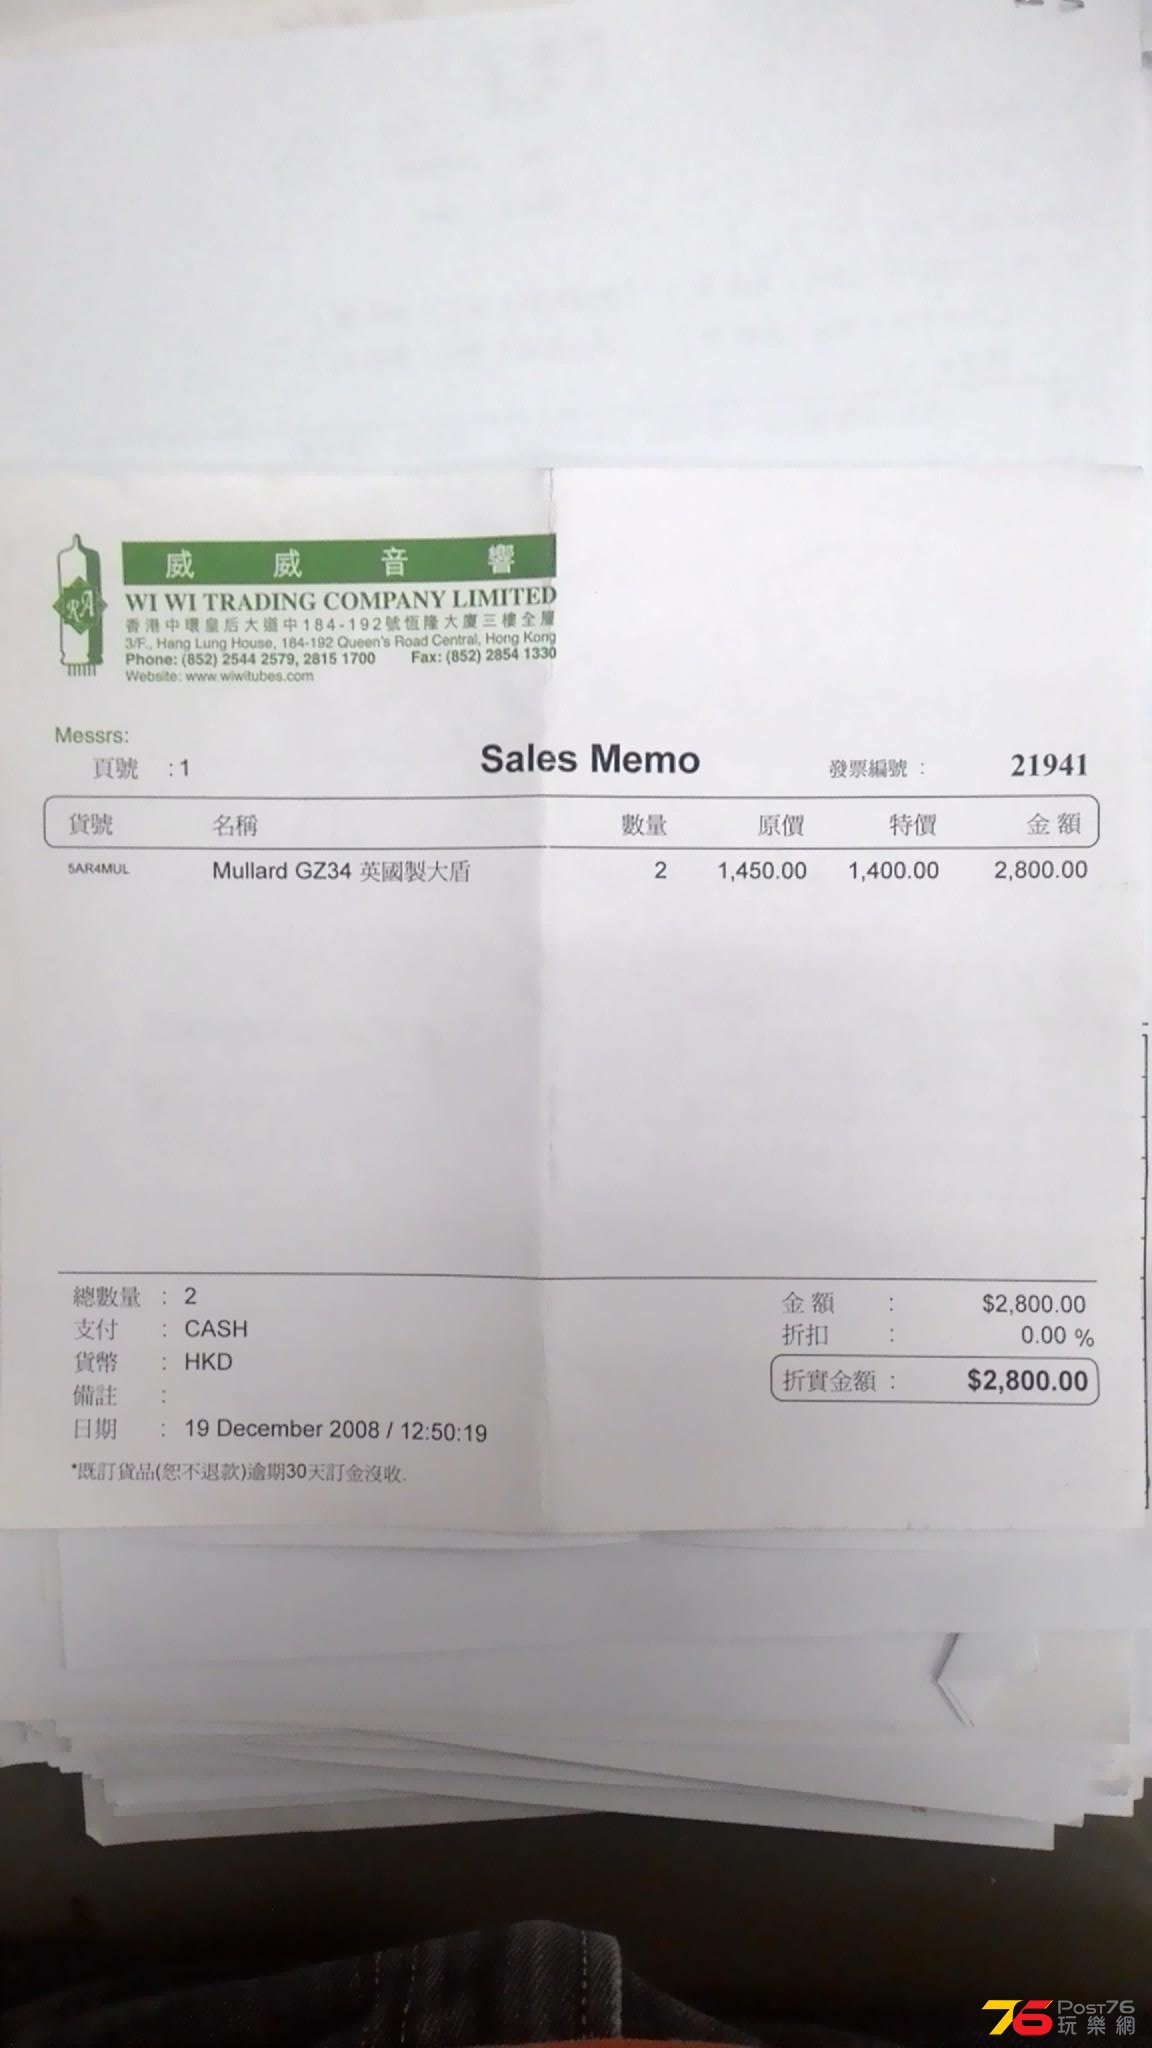 威威音響
RA
WI WI TRADING COMPANY LIMITED
香港中環皇后大道中184-192號恆隆大廈三樓全層
3/F., Hang Lung House, 184-192 Queen's Road Central, Hong Kong
Phone: (852) 2544 2579, 2815 1700 Fax: (852) 2854 1330
Website: www.wiwitubes.com
Messrs:
頁號 : 1 Sales Memo 發票編號 : 21941
貨號 名稱 數量 原價 特價 金額
5AR4MUL Mullard GZ34 英國製大盾 2 1,450.00 1,400.00 2,800.00
總數量 : 2 金額 : $2,800.00
支付 : CASH 折扣 : 0.00 %
貨幣 : HKD 折實金額 : $2,800.00
備註 :
日期 : 19 December 2008 / 12:50:19
*既訂貨品(恕不退款)逾期30天訂金沒收.
76 Post76
玩樂網